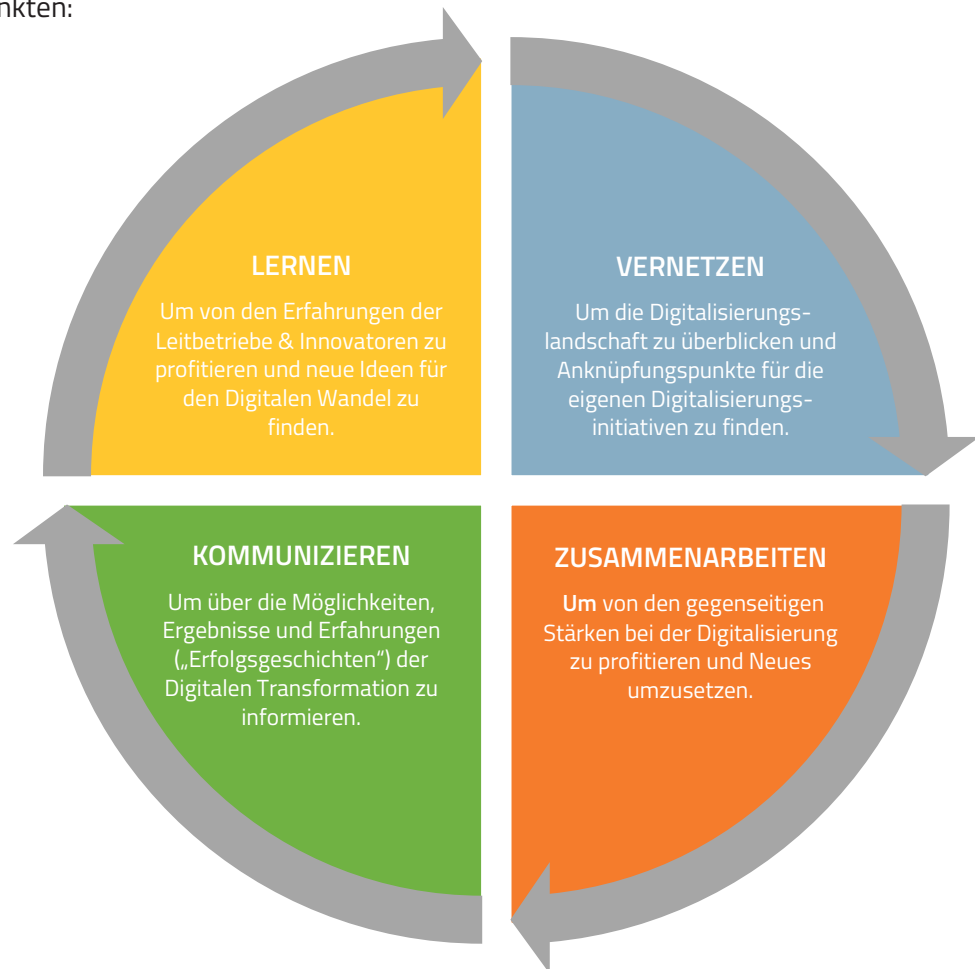 nkten:
LERNEN
Um von den Erfahrungen der
Leitbetriebe & Innovatoren zu
profitieren und neue Ideen für
den Digitalen Wandel zu
finden.
VERNETZEN
Um die Digitalisierungs-
landschaft zu überblicken und
Anknüpfungspunkte für die
eigenen Digitalisierungs-
initiativen zu finden.
KOMMUNIZIEREN
Um über die Möglichkeiten,
Ergebnisse und Erfahrungen
(„Erfolgsgeschichten“) der
Digitalen Transformation zu
informieren.
ZUSAMMENARBEITEN
Um von den gegenseitigen
Stärken bei der Digitalisierung
zu profitieren und Neues
umzusetzen.